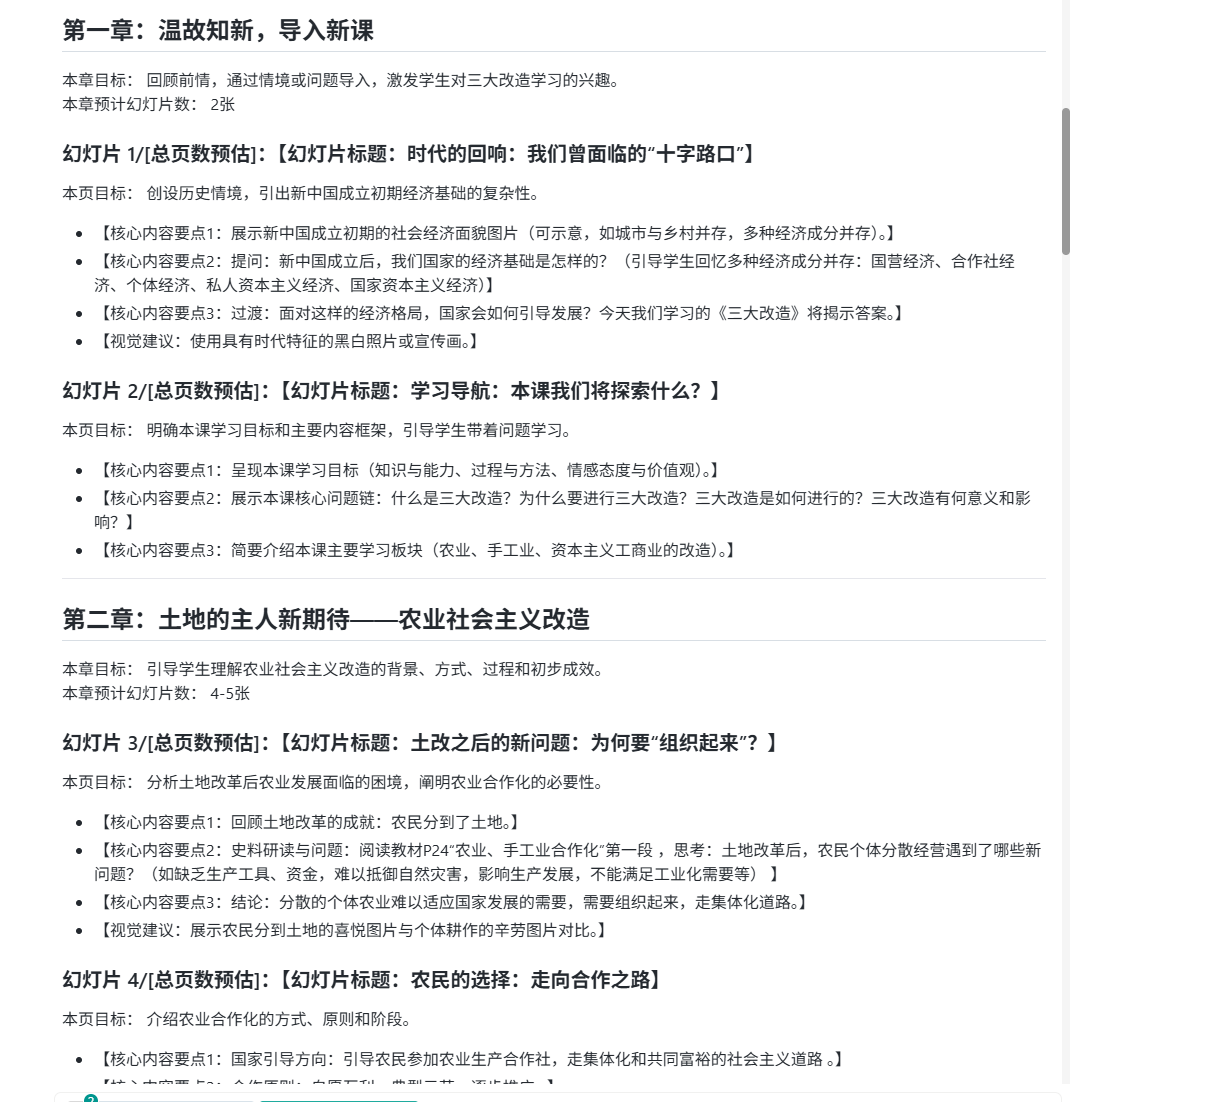 第一章：温故知新，导入新课
本章目标： 回顾前情，通过情境或问题导入，激发学生对三大改造学习的兴趣。
本章预计幻灯片数： 2张
幻灯片 1/[总页数预估]：【幻灯片标题：时代的回响：我们曾面临的“十字路口”】
本页目标： 创设历史情境，引出新中国成立初期经济基础的复杂性。
• 【核心内容要点1：展示新中国成立初期的社会经济面貌图片（可示意，如城市与乡村并存，多种经济成分并存）。】
• 【核心内容要点2：提问：新中国成立后，我们国家的经济基础是怎样的？（引导学生回忆多种经济成分并存：国营经济、合作社经
济、个体经济、私人资本主义经济、国家资本主义经济）】
• 【核心内容要点3：过渡：面对这样的经济格局，国家会如何引导发展？今天我们学习的《三大改造》将揭示答案。】
• 【视觉建议：使用具有时代特征的黑白照片或宣传画。】
幻灯片 2/[总页数预估]：【幻灯片标题：学习导航：本课我们将探索什么？】
本页目标： 明确本课学习目标和主要内容框架，引导学生带着问题学习。
• 【核心内容要点1：呈现本课学习目标（知识与能力、过程与方法、情感态度与价值观）。】
• 【核心内容要点2：展示本课核心问题链：什么是三大改造？为什么要进行三大改造？三大改造是如何进行的？三大改造有何意义和影
响？】
• 【核心内容要点3：简要介绍本课主要学习板块（农业、手工业、资本主义工商业的改造）。】
第二章：土地的主人新期待——农业社会主义改造
本章目标： 引导学生理解农业社会主义改造的背景、方式、过程和初步成效。
本章预计幻灯片数： 4-5张
幻灯片 3/[总页数预估]：【幻灯片标题：土改之后的新问题：为何要“组织起来”？】
本页目标： 分析土地改革后农业发展面临的困境，阐明农业合作化的必要性。
• 【核心内容要点1：回顾土地改革的成就：农民分到了土地。】
• 【核心内容要点2：史料研读与问题：阅读教材P24“农业、手工业合作化”第一段 ，思考：土地改革后，农民个体分散经营遇到了哪些新
问题？（如缺乏生产工具、资金，难以抵御自然灾害，影响生产发展，不能满足工业化需要等） 】
• 【核心内容要点3：结论：分散的个体农业难以适应国家发展的需要，需要组织起来，走集体化道路。】
• 【视觉建议：展示农民分到土地的喜悦图片与个体耕作的辛劳图片对比。】
幻灯片 4/[总页数预估]：【幻灯片标题：农民的选择：走向合作之路】
本页目标： 介绍农业合作化的方式、原则和阶段。
• 【核心内容要点1：国家引导方向：引导农民参加农业生产合作社，走集体化和共同富裕的社会主义道路 。】